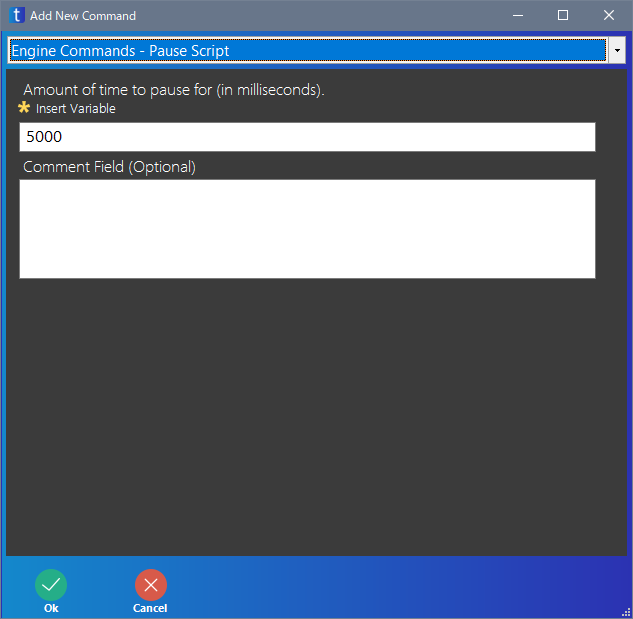 t Add New Command
Engine Commands - Pause Script
Amount of time to pause for (in milliseconds).
Insert Variable
5000
Comment Field (Optional)
Ok Cancel